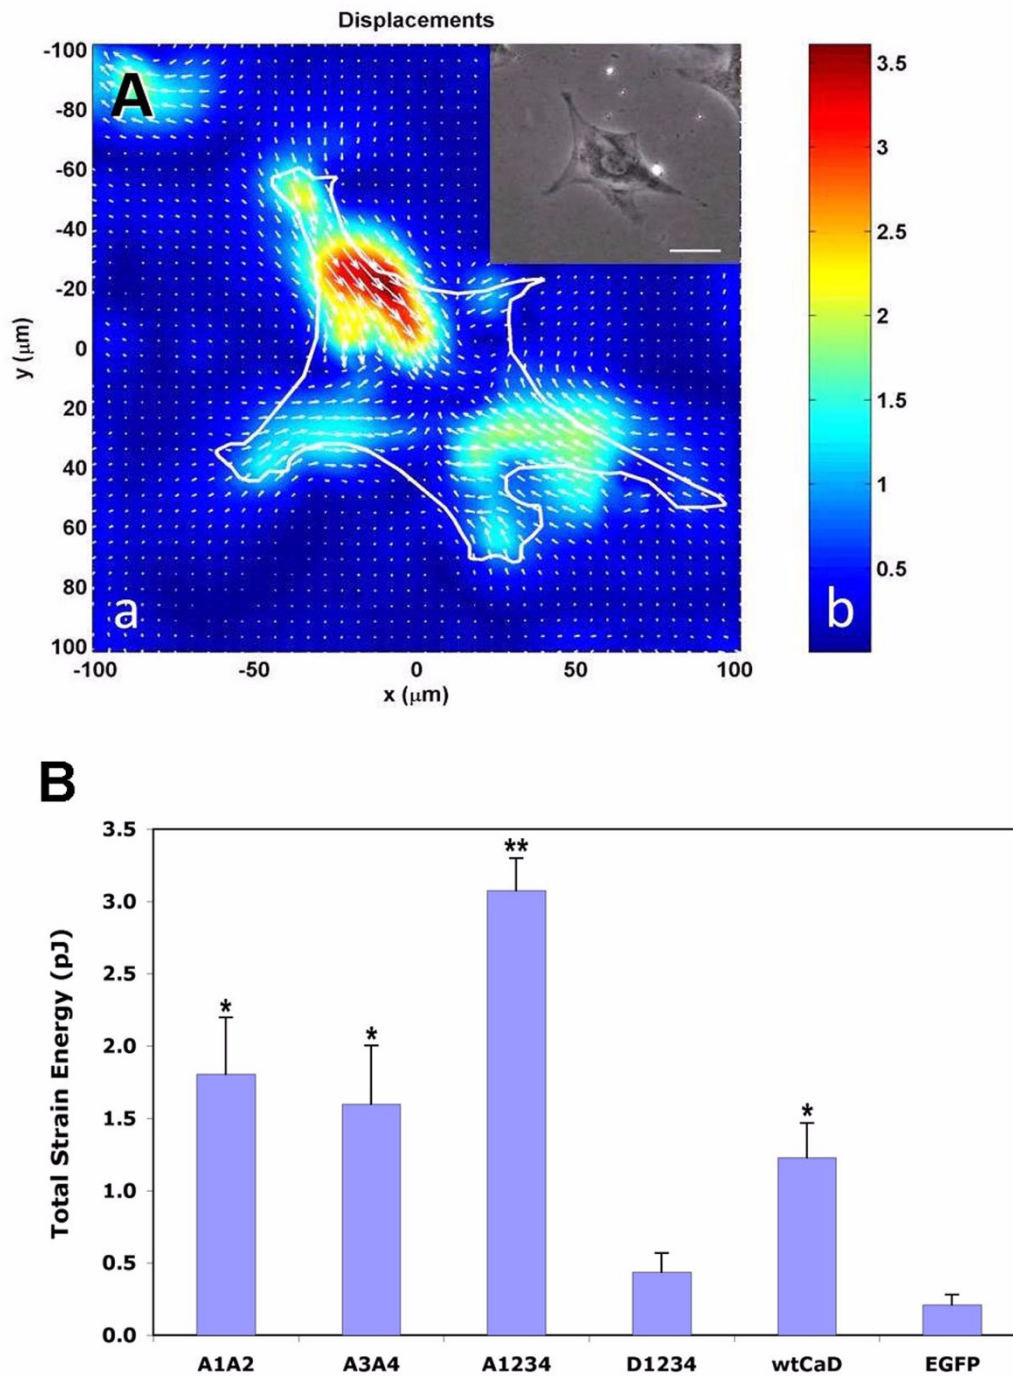 Displacements
A
-100
-80
-60
-40
-20
0
20
40
60
80
100
y (μm)
a
-100 -50 0 50 100
x (μm)
3.5
3
2.5
2
1.5
1
0.5
b
B
3.5
3.0
2.5
2.0
1.5
1.0
0.5
0.0
Total Strain Energy (pJ)
* * ** *
A1A2 A3A4 A1234 D1234 wtCaD EGFP